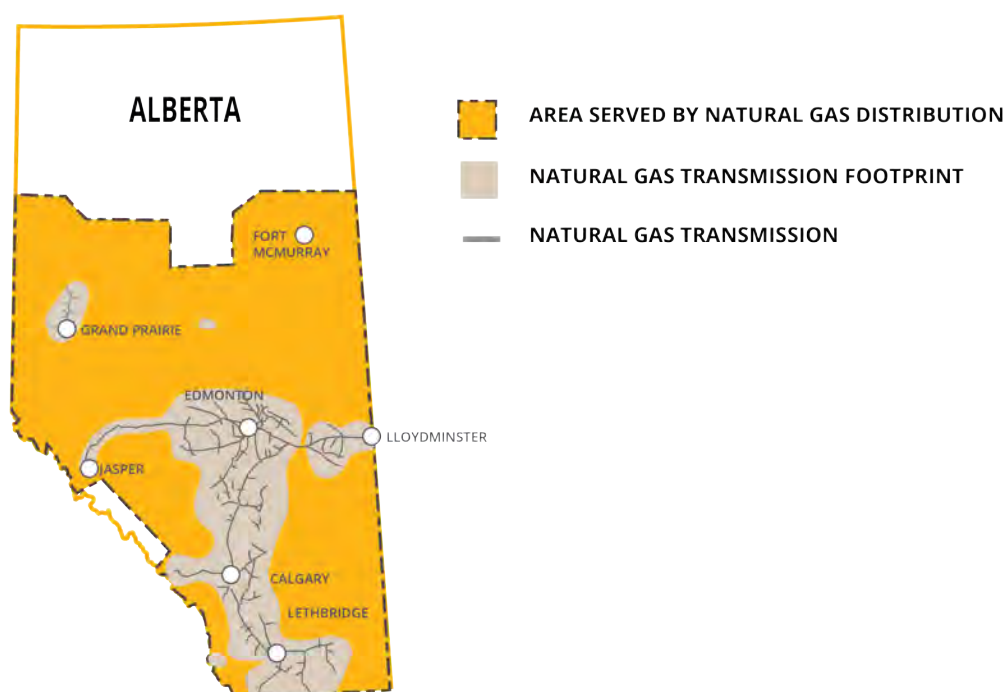 ALBERTA
AREA SERVED BY NATURAL GAS DISTRIBUTION
NATURAL GAS TRANSMISSION FOOTPRINT
NATURAL GAS TRANSMISSION
FORT
MCMURRAY
GRAND PRAIRIE
EDMONTON
LLOYDMINSTER
JASPER
CALGARY
LETHBRIDGE